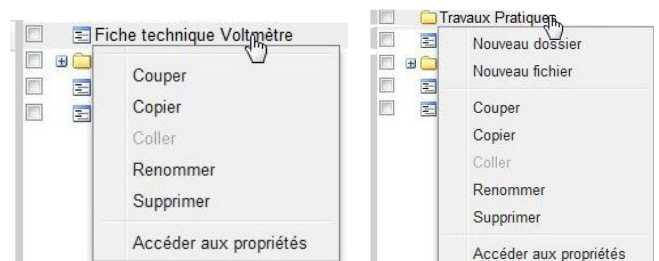 Fiche technique Voltmètre
Couper
Copier
Coller
Renommer
Supprimer
Accéder aux propriétés
Travaux Pratiques
Nouveau dossier
Nouveau fichier
Couper
Copier
Coller
Renommer
Supprimer
Accéder aux propriétés